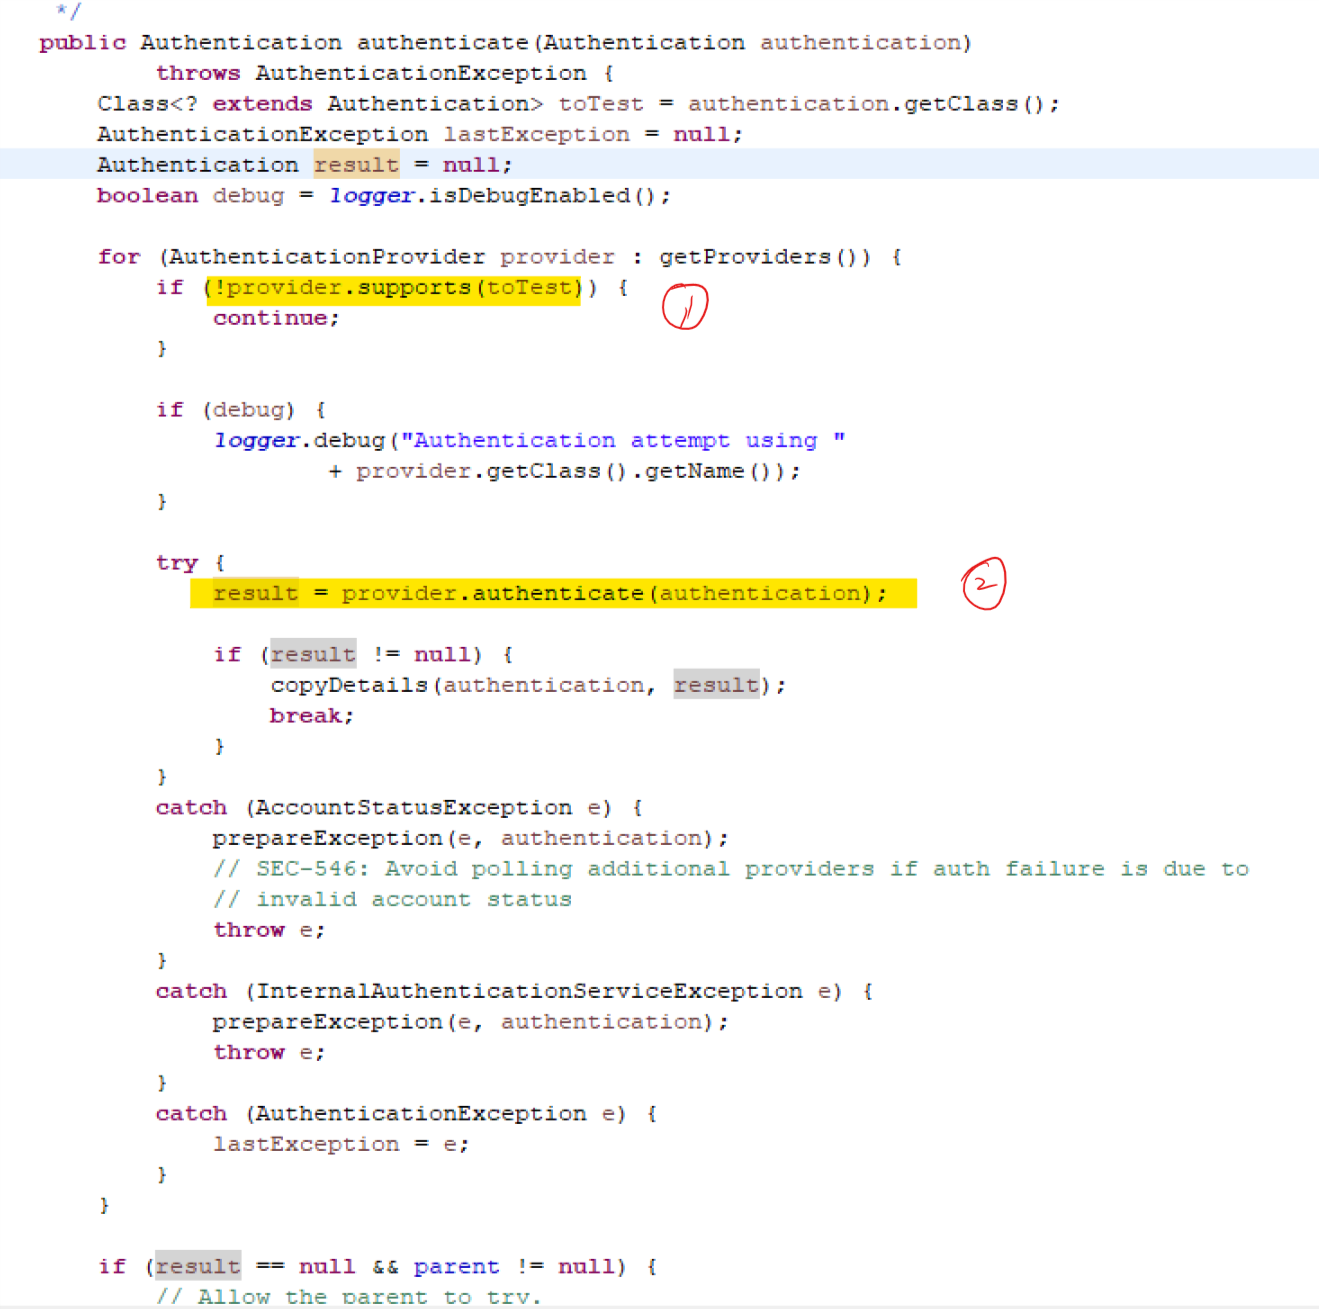 */
public Authentication authenticate(Authentication authentication)
throws AuthenticationException {
Class<? extends Authentication> toTest = authentication.getClass();
AuthenticationException lastException = null;
Authentication result = null;
boolean debug = logger.isDebugEnabled();
for (AuthenticationProvider provider : getProviders()) {
if (!provider.supports(toTest)) {
1
continue;
}
if (debug) {
logger.debug("Authentication attempt using "
+ provider.getClass().getName());
}
try {
result = provider.authenticate(authentication);
2
if (result != null) {
copyDetails(authentication, result);
break;
}
}
catch (AccountStatusException e) {
prepareException(e, authentication);
// SEC-546: Avoid polling additional providers if auth failure is due to
// invalid account status
throw e;
}
catch (InternalAuthenticationServiceException e) {
prepareException(e, authentication);
throw e;
}
catch (AuthenticationException e) {
lastException = e;
}
}
if (result == null && parent != null) {
// Allow the parent to try.